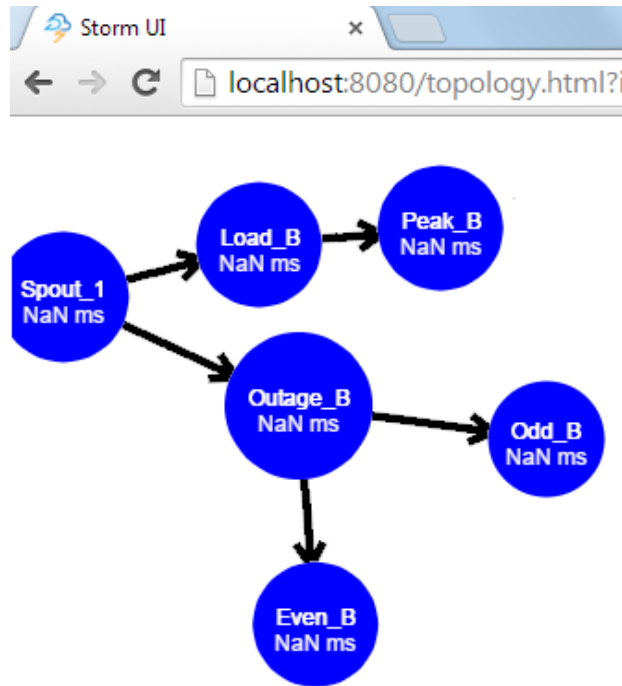 Storm UI
localhost:8080/topology.html?i
Load_B
NaN ms
Peak_B
NaN ms
Spout_1
NaN ms
Outage_B
NaN ms
Odd_B
NaN ms
Even_B
NaN ms